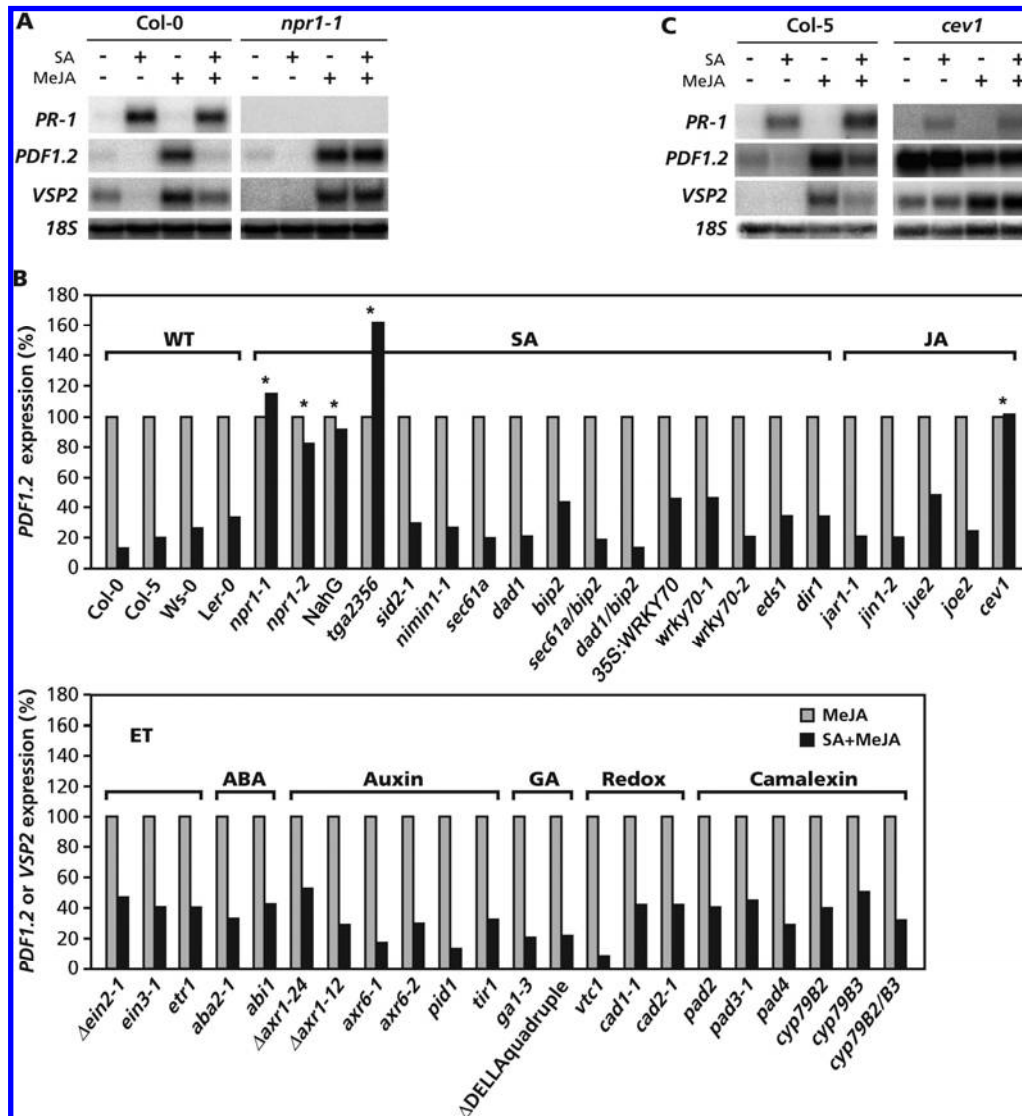 A
Col-0 npr1-1
SA - + - + - + - +
MeJA - - + + - - + +
PR-1
PDF1.2
VSP2
18S
C
Col-5 cev1
SA - + - + - + - +
MeJA - - + + - - + +
PR-1
PDF1.2
VSP2
18S
B
PDF1.2 expression (%)
180
160
140
120
100
80
60
40
20
0
WT SA JA
* * * * *
Col-0 Col-5 Ws-0 Ler-0 npr1-1 npr1-2 NahG tga2356 sid2-1 nimin1-1 sec61a dad1 bip2 sec61a/bip2 dad1/bip2 35S:WRKY70 wrky70-1 wrky70-2 eds1 dir1 jar1-1 jin1-2 jue2 joe2 cev1
PDF1.2 or VSP2 expression (%)
180
160
140
120
100
80
60
40
20
0
ET
MeJA
SA+MeJA
ABA Auxin GA Redox Camalexin
Δein2-1 ein3-1 etr1 aba2-1 abi1 Δaxr1-24 Δaxr1-12 axr6-1 axr6-2 pid1 tir1 ga1-3 ΔDELLAquadruple vtc1 cad1-1 cad2-1 pad2 pad3-1 pad4 cyp79B2 cyp79B3 cyp79B2/B3